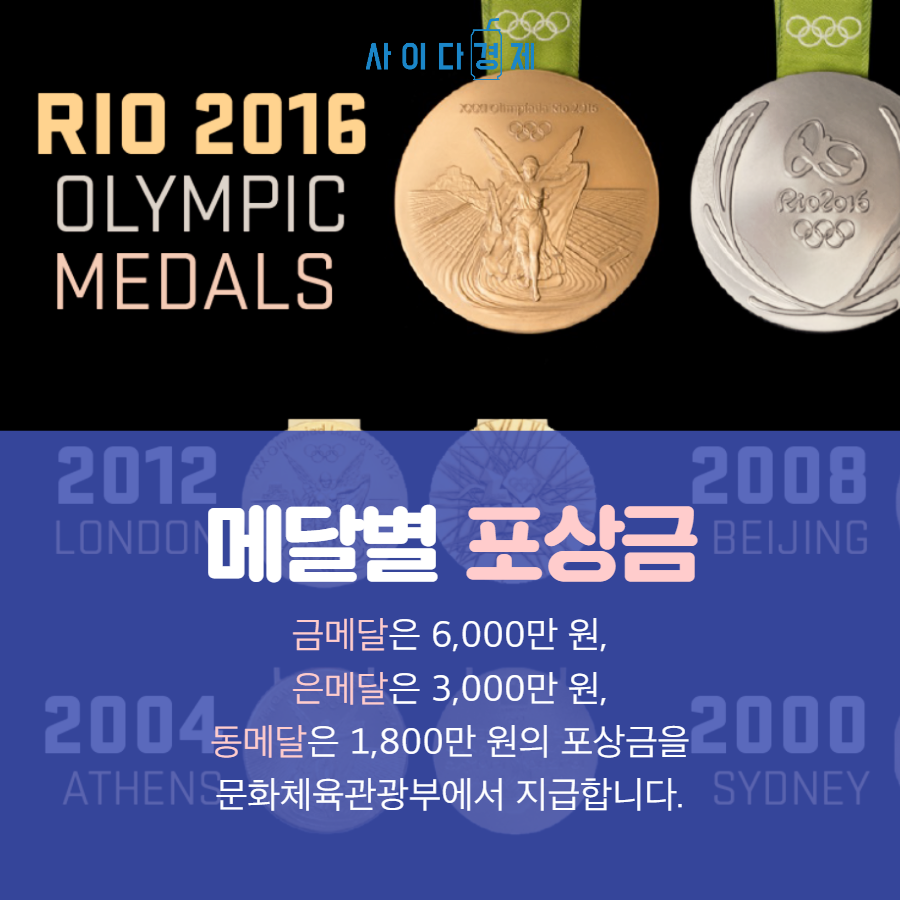 사이다경제
RIO 2016
OLYMPIC
MEDALS
XXXI Olimpíada Rio 2016
Rio2016
2012
LONDON
2008
BEIJING
메달별 포상금
금메달은 6,000만 원,
은메달은 3,000만 원,
동메달은 1,800만 원의 포상금을
문화체육관광부에서 지급합니다.
2004
ATHENS
2000
SYDNEY